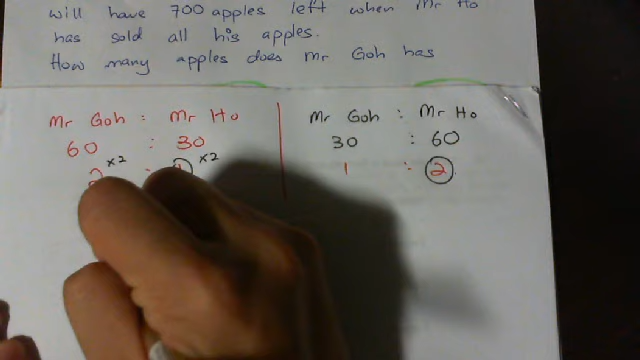 will have 700 apples left when Mr Ho
has sold all his apples.
How many apples does mr Goh has
Mr Goh : Mr Ho
60 : 30
×2 : ×2
Mr Goh : Mr Ho
30 : 60
1 : 2